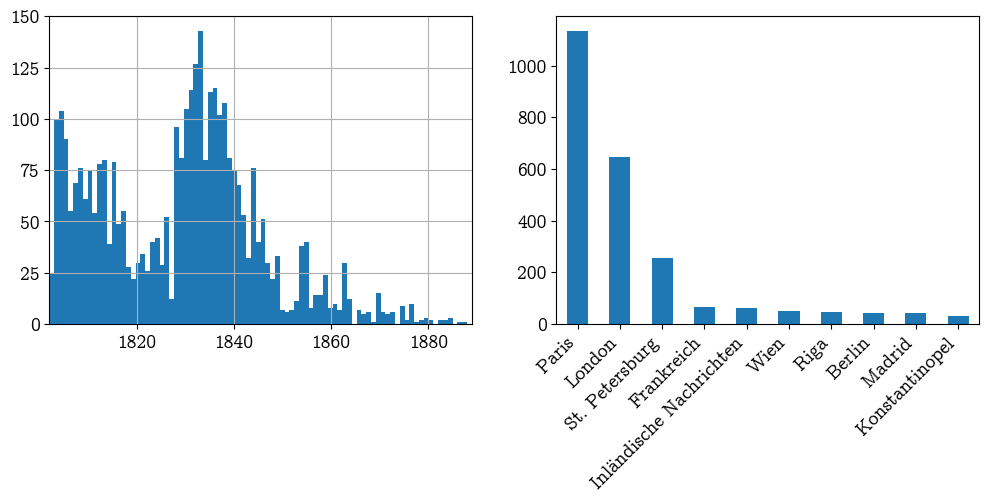 150
125
100
75
50
25
0
1820 1840 1860 1880
1000
800
600
400
200
0
Paris
London
St. Petersburg
Frankreich
Inländische Nachrichten
Wien
Riga
Berlin
Madrid
Konstantinopel